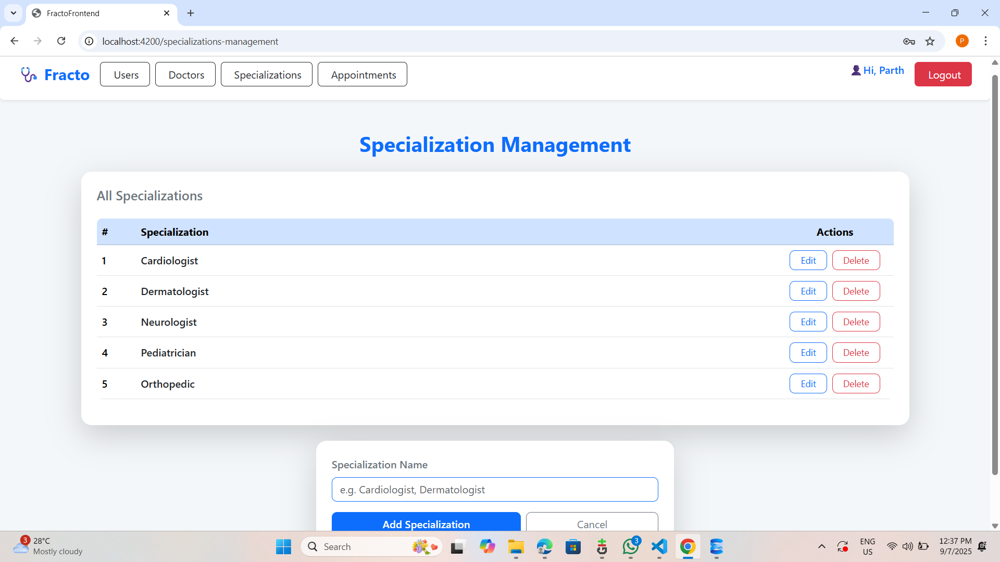 FractoFrontend
localhost:4200/specializations-management
P
Fracto Users Doctors Specializations Appointments Hi, Parth Logout
Specialization Management
All Specializations
# Specialization Actions
1 Cardiologist Edit Delete
2 Dermatologist Edit Delete
3 Neurologist Edit Delete
4 Pediatrician Edit Delete
5 Orthopedic Edit Delete
Specialization Name
e.g. Cardiologist, Dermatologist
Add Specialization Cancel
3 28°C
Mostly cloudy
Search
3
ENG
US
12:37 PM
9/7/2025